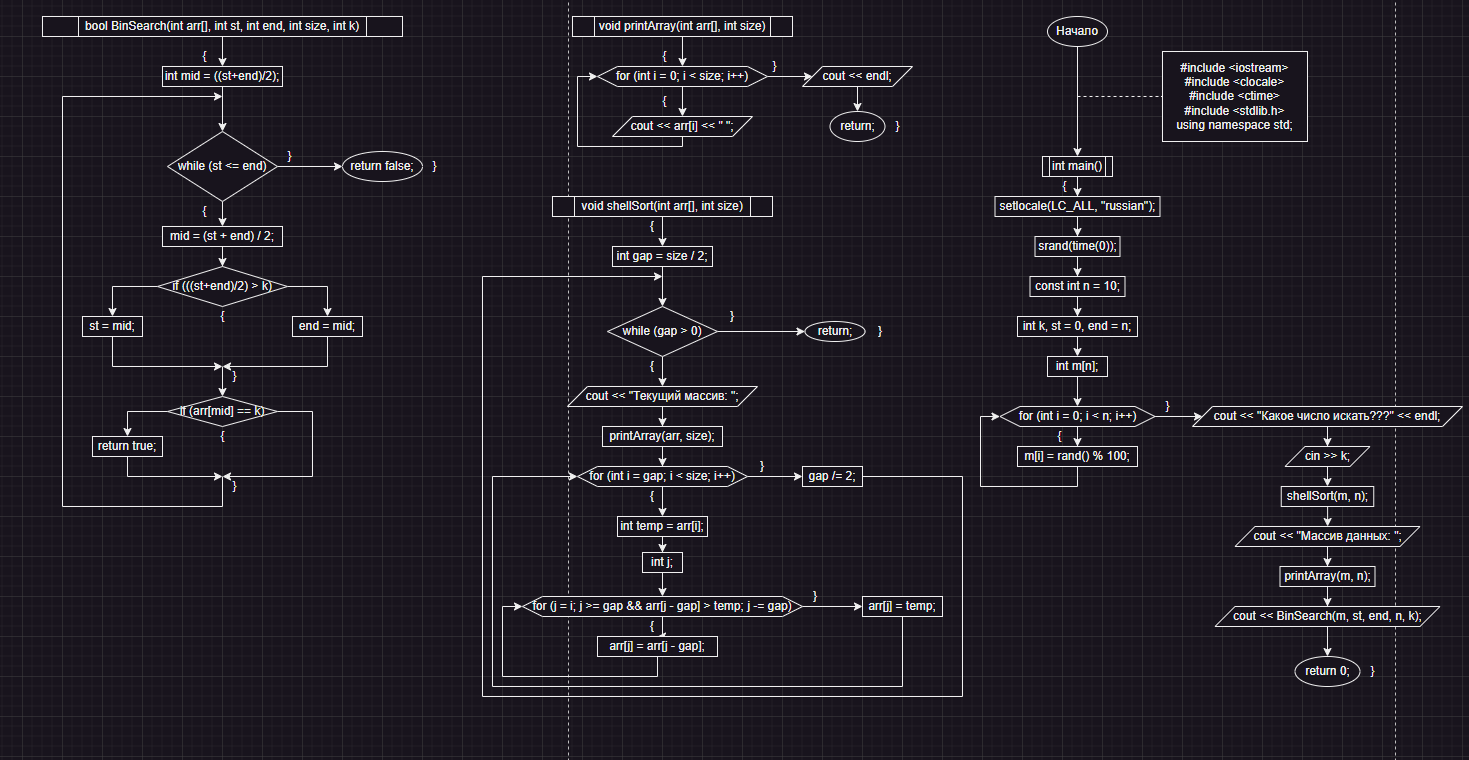 bool BinSearch(int arr[], int st, int end, int size, int k)
{
int mid = ((st+end)/2);
while (st <= end)
}
return false;
}
{
mid = (st + end) / 2;
if (((st+end)/2) > k)
{
st = mid;
end = mid;
}
if (arr[mid] == k)
{
return true;
}
void printArray(int arr[], int size)
{
for (int i = 0; i < size; i++)
}
cout << endl;
{
cout << arr[i] << " ";
return;
}
void shellSort(int arr[], int size)
{
int gap = size / 2;
while (gap > 0)
}
return;
}
{
cout << "Текущий массив: ";
printArray(arr, size);
for (int i = gap; i < size; i++)
}
gap /= 2;
{
int temp = arr[i];
int j;
for (j = i; j >= gap && arr[j - gap] > temp; j -= gap)
}
arr[j] = temp;
{
arr[j] = arr[j - gap];
Начало
#include <iostream>
#include <clocale>
#include <ctime>
#include <stdlib.h>
using namespace std;
int main()
{
setlocale(LC_ALL, "russian");
srand(time(0));
const int n = 10;
int k, st = 0, end = n;
int m[n];
for (int i = 0; i < n; i++)
}
{
m[i] = rand() % 100;
cout << "Какое число искать???" << endl;
cin >> k;
shellSort(m, n);
cout << "Массив данных: ";
printArray(m, n);
cout << BinSearch(m, st, end, n, k);
return 0;
}